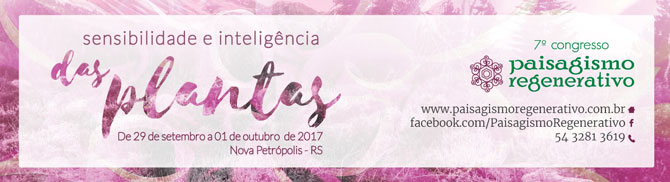 sensibilidade e inteligência
das plantas
De 29 de setembro a 01 de outubro de 2017
Nova Petrópolis - RS
7º congresso
paisagismo
regenerativo
www.paisagismoregenerativo.com.br
facebook.com/PaisagismoRegenerativo
54 3281 3619